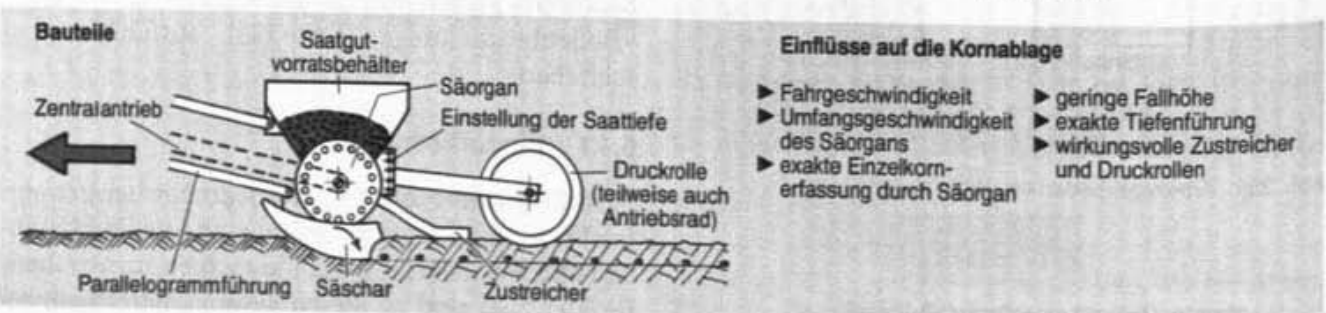 Bauteile
Saatgut-
vorratsbehälter
Säorgan
Zentralantrieb
Einstellung der Saattiefe
Druckrolle
(teilweise auch
Antriebsrad)
Parallelogrammführung
Säschar
Zustreicher
Einflüsse auf die Kornablage
▶ Fahrgeschwindigkeit
▶ Umfangsgeschwindigkeit
des Säorgans
▶ exakte Einzelkorn-
erfassung durch Säorgan
▶ geringe Fallhöhe
▶ exakte Tiefenführung
▶ wirkungsvolle Zustreicher
und Druckrollen